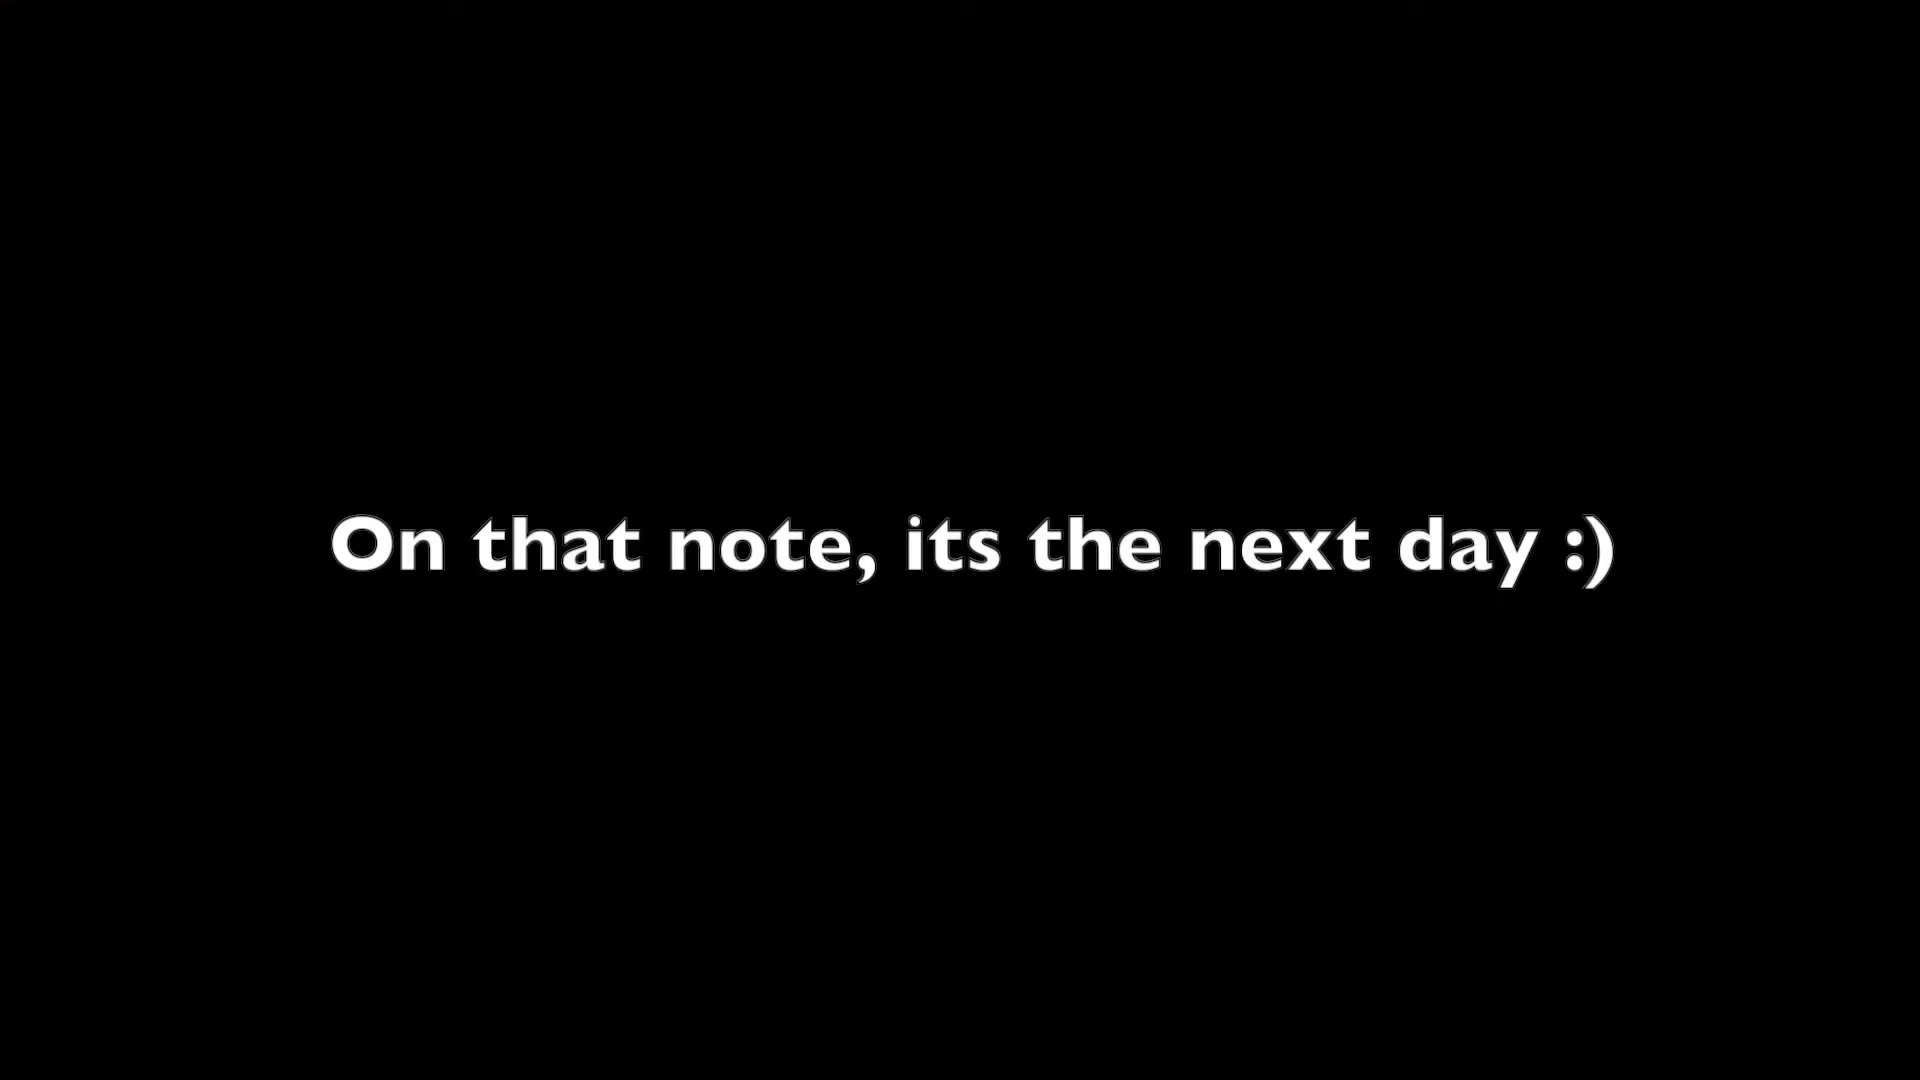 On that note, its the next day :)